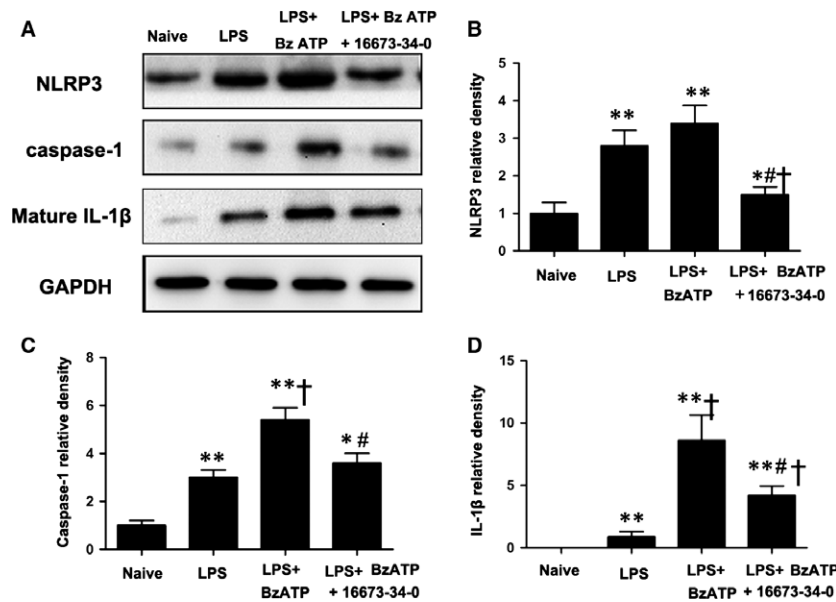 A
Naive LPS LPS+ LPS+ Bz ATP
Bz ATP + 16673-34-0
NLRP3
caspase-1
Mature IL-1β
GAPDH
B
NLRP3 relative density
5
4
3
2
1
0
** ** *#†
Naive LPS LPS+ LPS+ BzATP
BzATP + 16673-34-0
C
Caspase-1 relative density
8
6
4
2
0
** **† * #
Naive LPS LPS+ LPS+ BzATP
BzATP + 16673-34-0
D
IL-1β relative density
15
10
5
0
** **† **# †
Naive LPS LPS+ LPS+ BzATP
BzATP + 16673-34-0